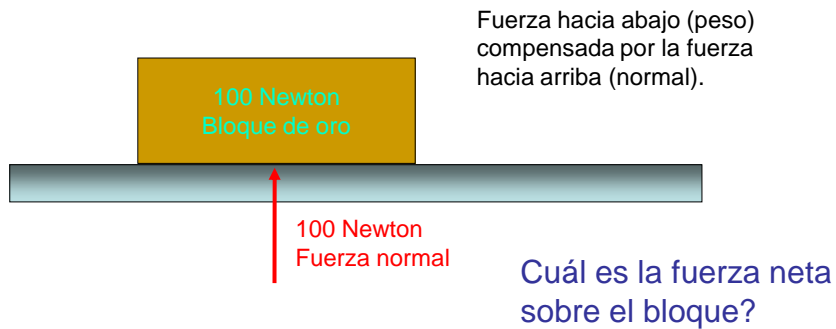 Fuerza hacia abajo (peso)
compensada por la fuerza
hacia arriba (normal).
100 Newton
Bloque de oro
100 Newton
Fuerza normal
Cuál es la fuerza neta
sobre el bloque?